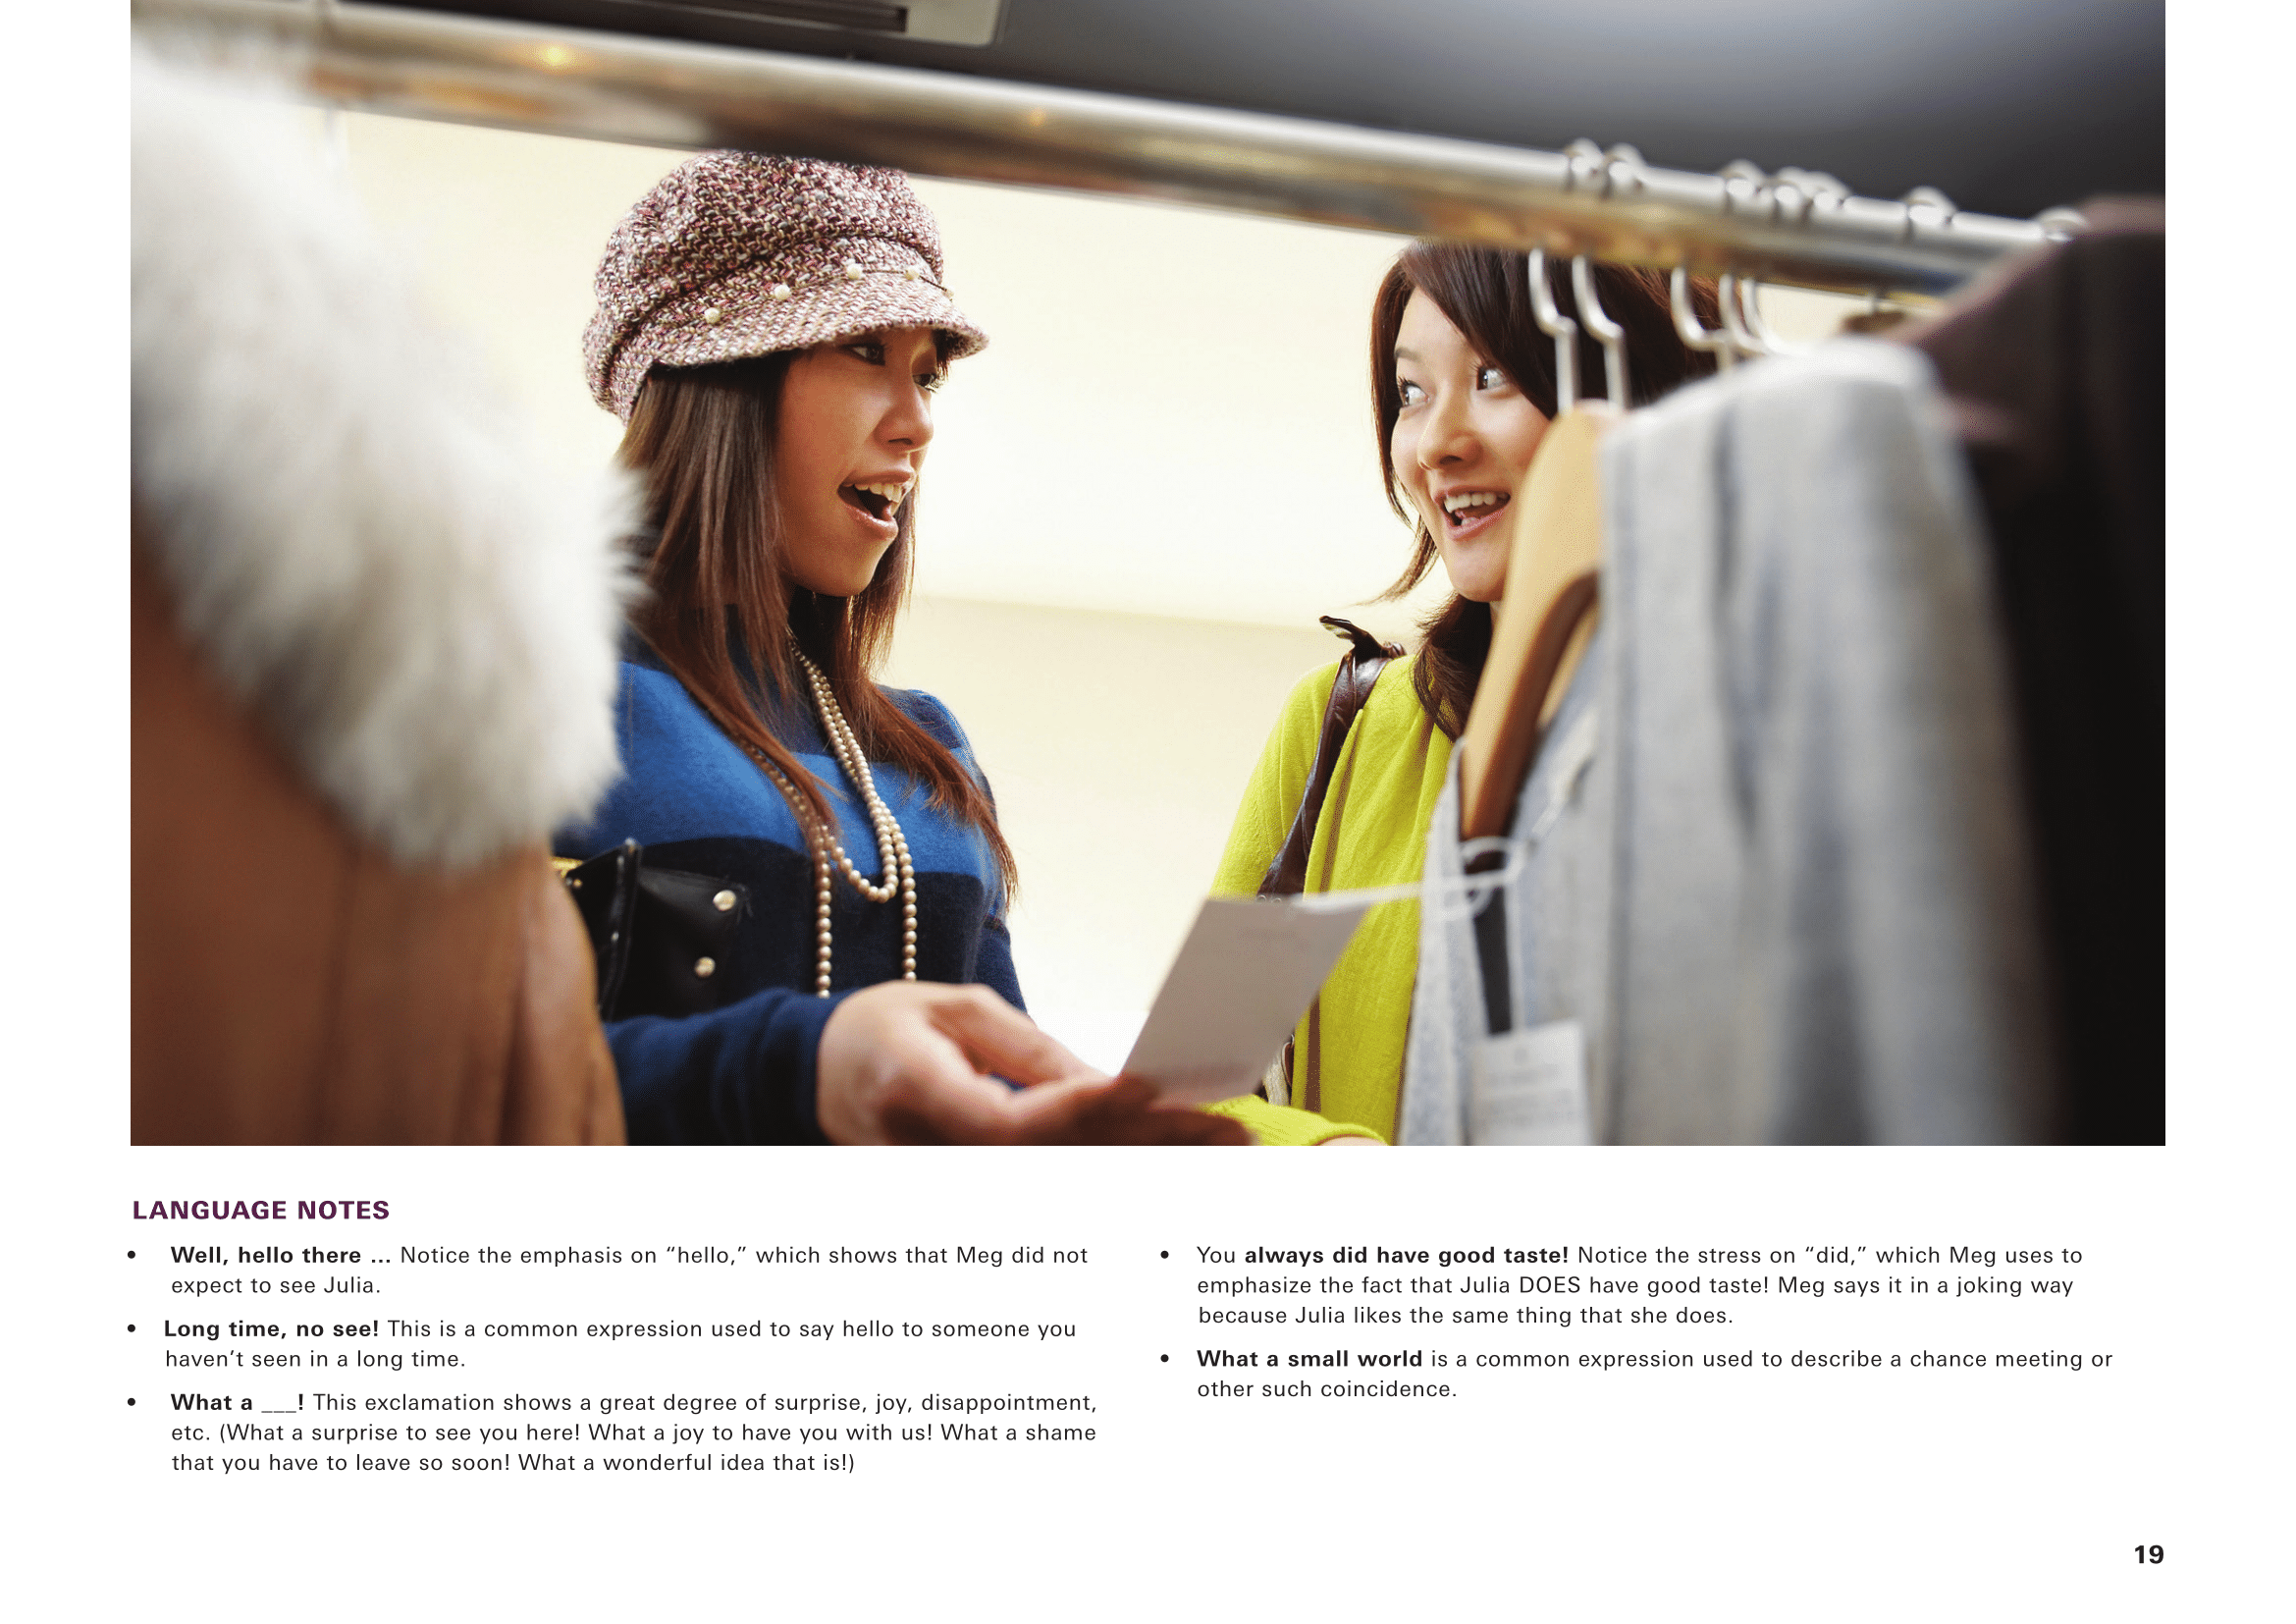 LANGUAGE NOTES
• Well, hello there … Notice the emphasis on “hello,” which shows that Meg did not
expect to see Julia.
• Long time, no see! This is a common expression used to say hello to someone you
haven’t seen in a long time.
• What a ___! This exclamation shows a great degree of surprise, joy, disappointment,
etc. (What a surprise to see you here! What a joy to have you with us! What a shame
that you have to leave so soon! What a wonderful idea that is!)
• You always did have good taste! Notice the stress on “did,” which Meg uses to
emphasize the fact that Julia DOES have good taste! Meg says it in a joking way
because Julia likes the same thing that she does.
• What a small world is a common expression used to describe a chance meeting or
other such coincidence.
19